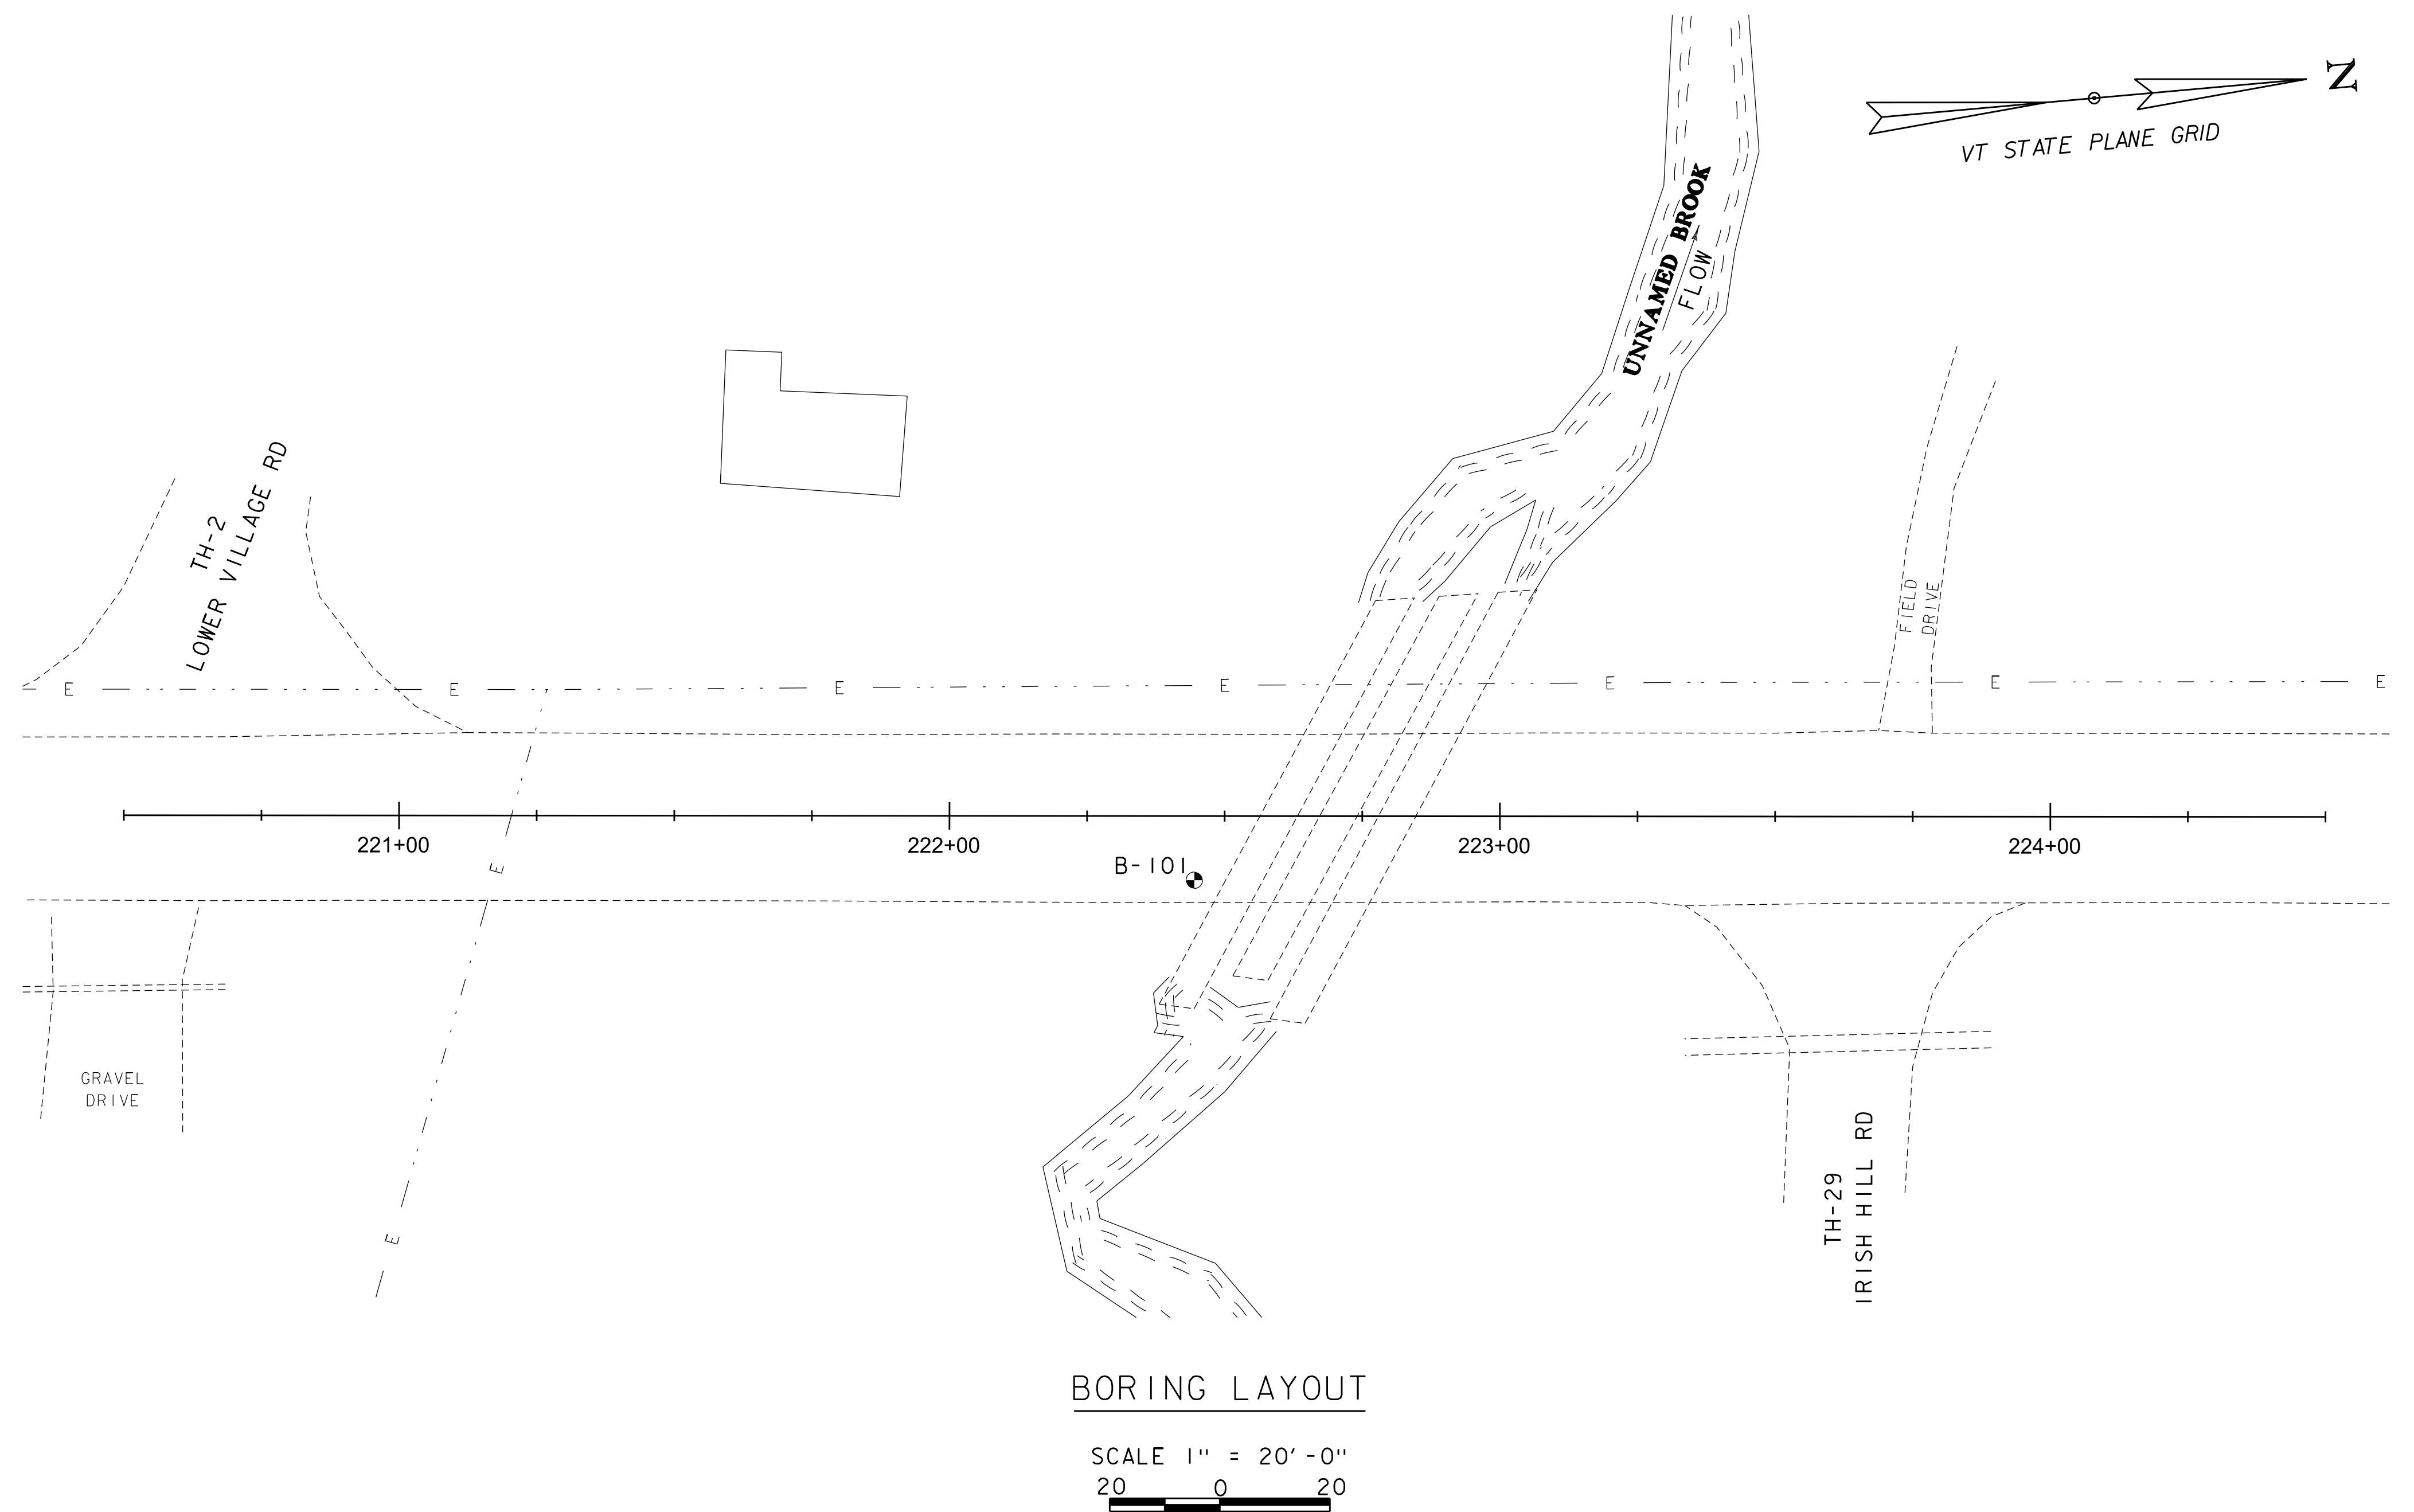 N
VT STATE PLANE GRID
UNNAMED BROOK
FLOW
TH-2
LOWER VILLAGE RD
FIELD
DRIVE
E E E E E E E
221+00 222+00 223+00 224+00
B-101
E
GRAVEL
DRIVE
E
TH-29
IRISH HILL RD
BORING LAYOUT
SCALE 1" = 20'-0"
20 0 20